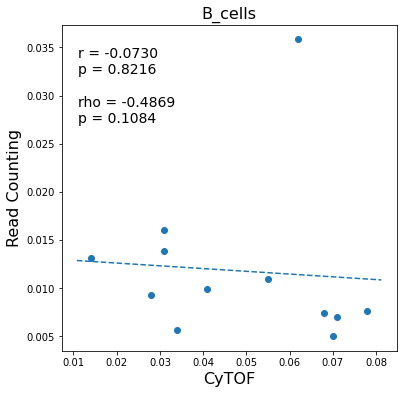 B_cells
r = -0.0730
p = 0.8216
rho = -0.4869
p = 0.1084
Read Counting
0.035
0.030
0.025
0.020
0.015
0.010
0.005
0.01 0.02 0.03 0.04 0.05 0.06 0.07 0.08
CyTOF